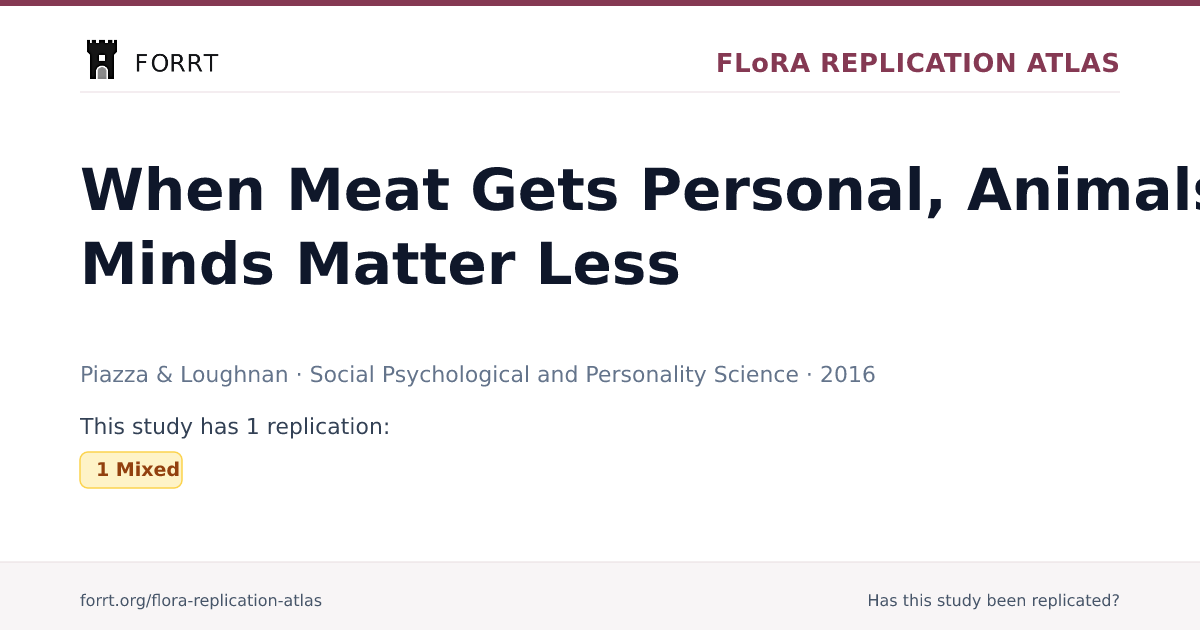 FORRT
FLoRA REPLICATION ATLAS
When Meat Gets Personal, Animals
Minds Matter Less
Piazza & Loughnan · Social Psychological and Personality Science · 2016
This study has 1 replication:
1 Mixed
forrt.org/flora-replication-atlas
Has this study been replicated?